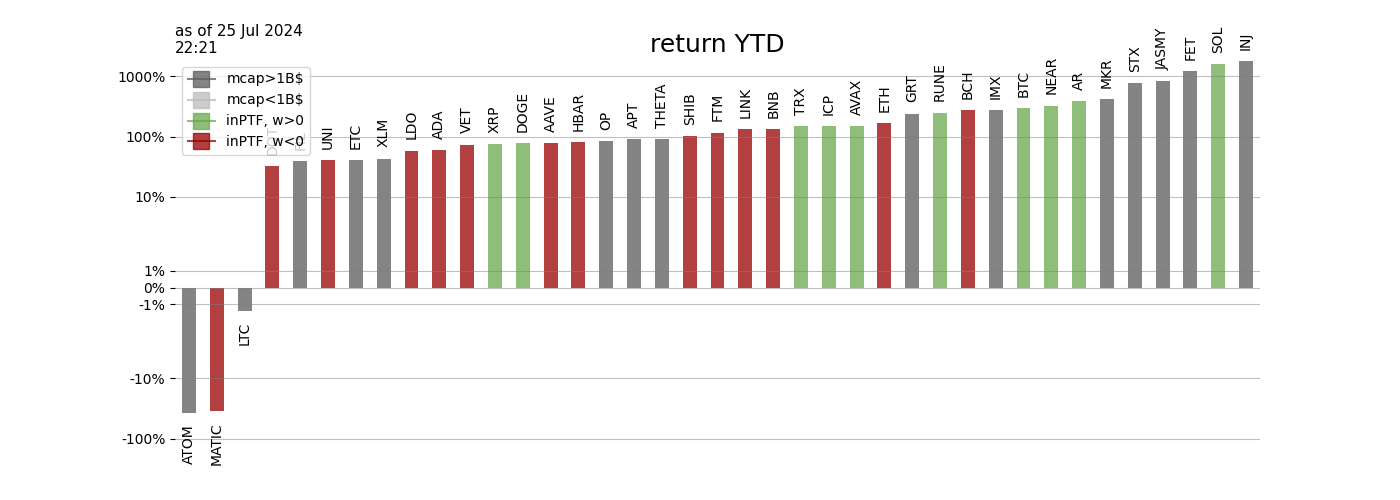 as of 25 Jul 2024
22:21
return YTD
mcap>1B$
mcap<1B$
inPTF, w>0
inPTF, w<0
1000%
100%
10%
1%
0%
-1%
-10%
-100%
ATOM
MATIC
LTC
DOT
UNI
ETC
XLM
LDO
ADA
VET
XRP
DOGE
AAVE
HBAR
OP
APT
THETA
SHIB
FTM
LINK
BNB
TRX
ICP
AVAX
ETH
GRT
RUNE
BCH
IMX
BTC
NEAR
AR
MKR
STX
JASMY
FET
SOL
INJ